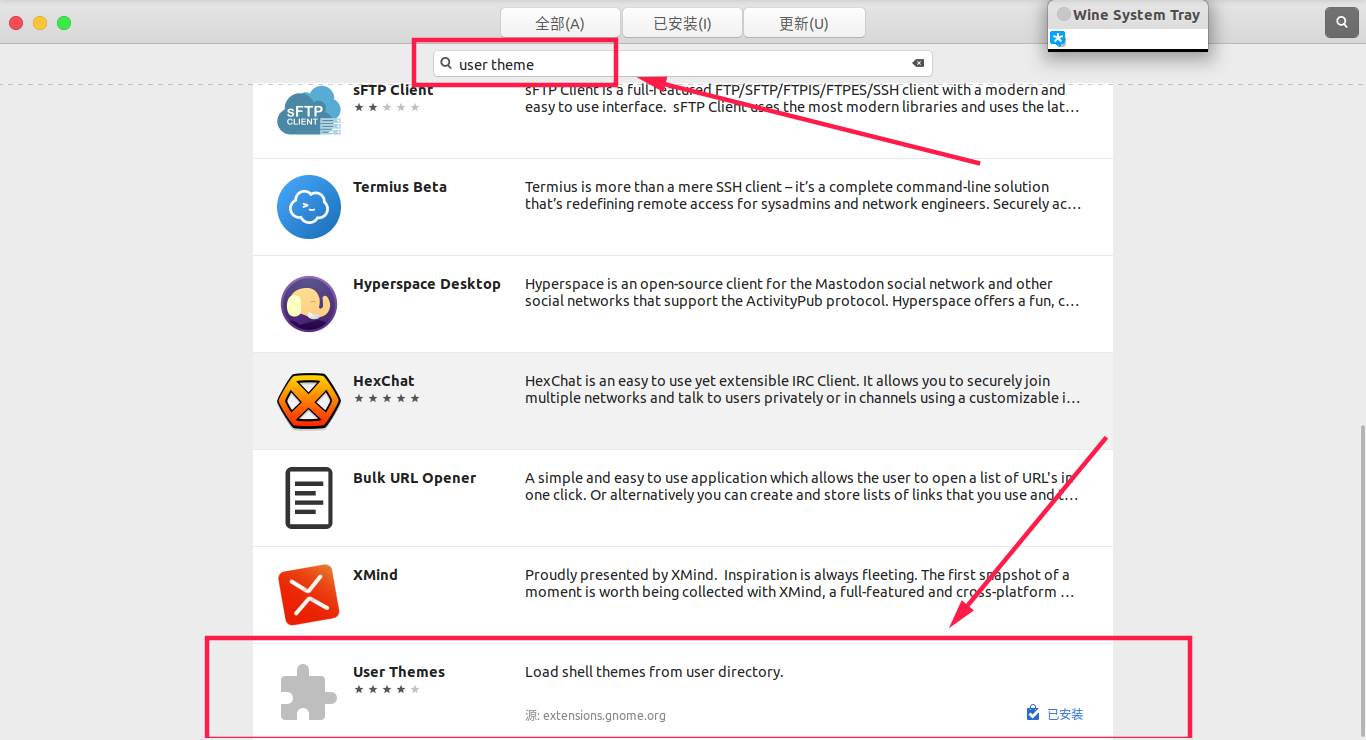 全部(A)
已安装(I)
更新(U)
Wine System Tray
user theme
sFTP Client
sFTP Client is a full-featured FTP/SFTP/FTPIS/FTPES/SSH client with a modern and
easy to use interface. sFTP Client uses the most modern libraries and uses the lat…
sFTP
CLIENT
Termius Beta
Termius is more than a mere SSH client – it’s a complete command-line solution
that’s redefining remote access for sysadmins and network engineers. Securely ac…
Hyperspace Desktop
Hyperspace is an open-source client for the Mastodon social network and other
social networks that support the ActivityPub protocol. Hyperspace offers a fun, c…
HexChat
HexChat is an easy to use yet extensible IRC Client. It allows you to securely join
multiple networks and talk to users privately or in channels using a customizable i…
Bulk URL Opener
A simple and easy to use application which allows the user to open a list of URL's in
one click. Or alternatively you can create and store lists of links that you use and t…
XMind
Proudly presented by XMind. Inspiration is always fleeting. The first snapshot of a
moment is worth being collected with XMind, a full-featured and cross-platform …
User Themes
Load shell themes from user directory.
源: extensions.gnome.org
已安装